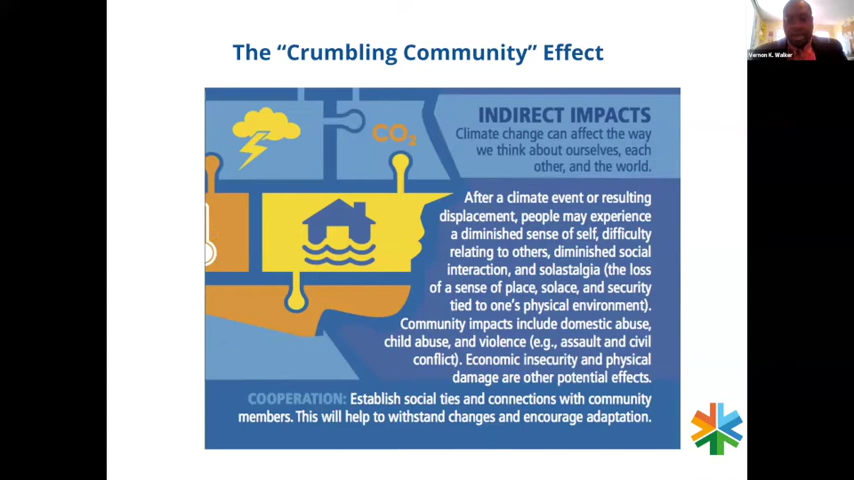 The “Crumbling Community” Effect
Vernon K. Walker
CO2
INDIRECT IMPACTS
Climate change can affect the way
we think about ourselves, each
other, and the world.
After a climate event or resulting
displacement, people may experience
a diminished sense of self, difficulty
relating to others, diminished social
interaction, and solastalgia (the loss
of a sense of place, solace, and security
tied to one's physical environment).
Community impacts include domestic abuse,
child abuse, and violence (e.g., assault and civil
conflict). Economic insecurity and physical
damage are other potential effects.
COOPERATION: Establish social ties and connections with community
members. This will help to withstand changes and encourage adaptation.